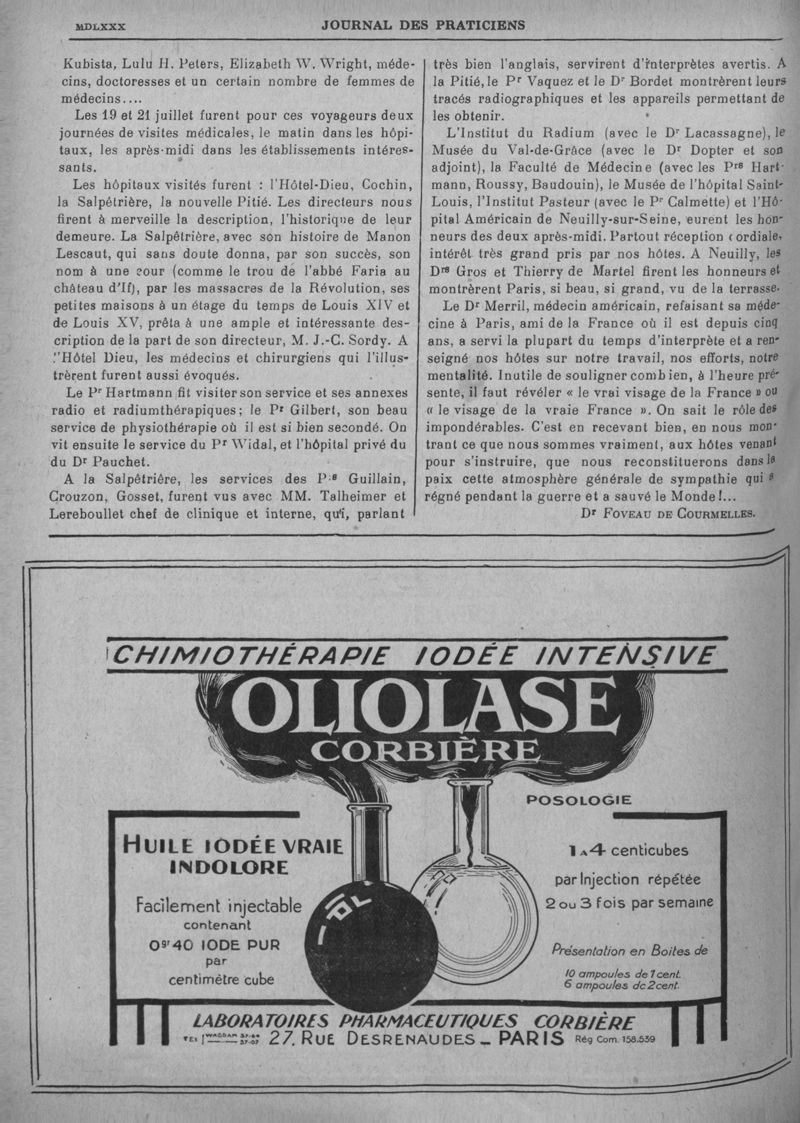 MDLXXX
JOURNAL DES PRATICIENS
Kubista, Lulu H. Peters, Elizabeth W. Wright, méde-
cins, doctoresses et un certain nombre de femmes de
médecins....
Les 19 et 21 juillet furent pour ces voyageurs deux
journées de visites médicales, le matin dans les hôpi-
taux, les après-midi dans les établissements intéres-
sants.
Les hôpitaux visités furent : l'Hôtel-Dieu, Cochin,
la Salpêtrière, la nouvelle Pitié. Les directeurs nous
firent à merveille la description, l'historique de leur
demeure. La Salpêtrière, avec son histoire de Manon
Lescaut, qui sans doute donna, par son succès, son
nom à une cour (comme le trou de l'abbé Faria au
château d'If), par les massacres de la Révolution, ses
petites maisons à un étage du temps de Louis XIV et
de Louis XV, prêta à une ample et intéressante des-
cription de la part de son directeur, M. J.-C. Sordy. A
l'Hôtel Dieu, les médecins et chirurgiens qui l'illus-
trèrent furent aussi évoqués.
Le Pr Hartmann fit visiter son service et ses annexes
radio et radiumthérapiques ; le Pr Gilbert, son beau
service de physiothérapie où il est si bien secondé. On
vit ensuite le service du Pr Widal, et l'hôpital privé du
du Dr Pauchet.
A la Salpêtrière, les services des Prs Guillain,
Crouzon, Gosset, furent vus avec MM. Talheimer et
Lereboullet chef de clinique et interne, qui, parlant
très bien l'anglais, servirent d'interprètes avertis. A
la Pitié, le Pr Vaquez et le Dr Bordet montrèrent leurs
tracés radiographiques et les appareils permettant de
les obtenir.
L'Institut du Radium (avec le Dr Lacassagne), le
Musée du Val-de-Grâce (avec le Dr Dopter et son
adjoint), la Faculté de Médecine (avec les Prs Hart-
mann, Roussy, Baudouin), le Musée de l'hôpital Saint-
Louis, l'Institut Pasteur (avec le Pr Calmette) et l'Hô-
pital Américain de Neuilly-sur-Seine, eurent les hon-
neurs des deux après-midi. Partout réception cordiale,
intérêt très grand pris par nos hôtes. A Neuilly, les
Drs Gros et Thierry de Martel firent les honneurs et
montrèrent Paris, si beau, si grand, vu de la terrasse.
Le Dr Merril, médecin américain, refaisant sa méde-
cine à Paris, ami de la France où il est depuis cinq
ans, a servi la plupart du temps d'interprète et a ren-
seigné nos hôtes sur notre travail, nos efforts, notre
mentalité. Inutile de souligner combien, à l'heure pré-
sente, il faut révéler « le vrai visage de la France » ou
« le visage de la vraie France ». On sait le rôle des
impondérables. C'est en recevant bien, en nous mon-
trant ce que nous sommes vraiment, aux hôtes venant
pour s'instruire, que nous reconstituerons dans la
paix cette atmosphère générale de sympathie qui a
régné pendant la guerre et a sauvé le Monde !...
Dr FOVEAU DE COURMELLES.
CHIMIOTHÉRAPIE IODÉE INTENSIVE
OLIOLASE
CORBIÈRE
POSOLOGIE
HUILE IODÉE VRAIE
INDOLORE
Facilement injectable
contenant
0gr40 IODE PUR
par
centimètre cube
1 A 4 centicubes
par Injection répétée
2 ou 3 fois par semaine
Présentation en Boites de
10 ampoules de 1 cent.
6 ampoules de 2 cent.
LABORATOIRES PHARMACEUTIQUES CORBIÈRE
27, RUE DESRENAUDES _ PARIS
Rég Com. 158.539